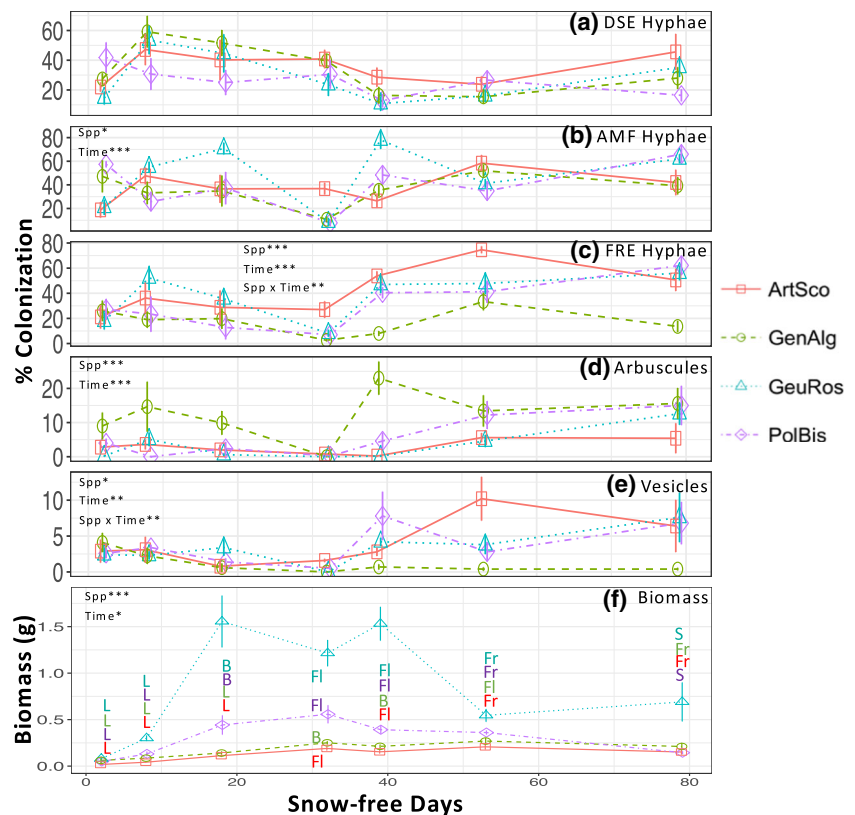 (a) DSE Hyphae
60
40
20
(b) AMF Hyphae
Spp*
Time***
80
60
40
20
(c) FRE Hyphae
Spp***
Time***
Spp x Time**
80
60
40
20
0
% Colonization
(d) Arbuscules
Spp***
Time***
20
10
0
(e) Vesicles
Spp*
Time**
Spp x Time**
10
5
0
(f) Biomass
Spp***
Time*
Biomass (g)
1.5
1.0
0.5
0.0
L
L
L
L
L
L
L
L
B
B
L
L
Fl
Fl
B
Fl
Fl
Fl
B
Fl
Fr
Fr
Fl
Fr
S
Fr
Fr
S
0
20
40
60
80
Snow-free Days
ArtSco
GenAlg
GeuRos
PolBis